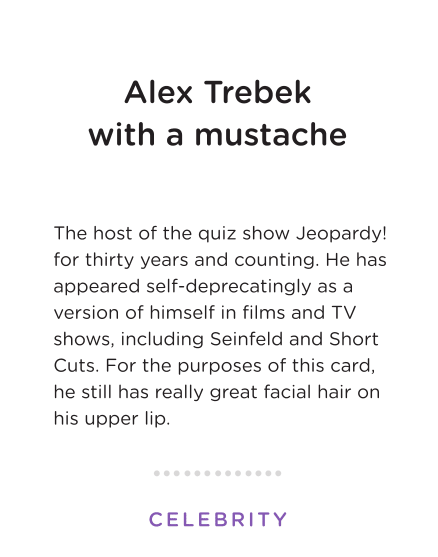 Alex Trebek
with a mustache
The host of the quiz show Jeopardy!
for thirty years and counting. He has
appeared self-deprecatingly as a
version of himself in films and TV
shows, including Seinfeld and Short
Cuts. For the purposes of this card,
he still has really great facial hair on
his upper lip.
CELEBRITY